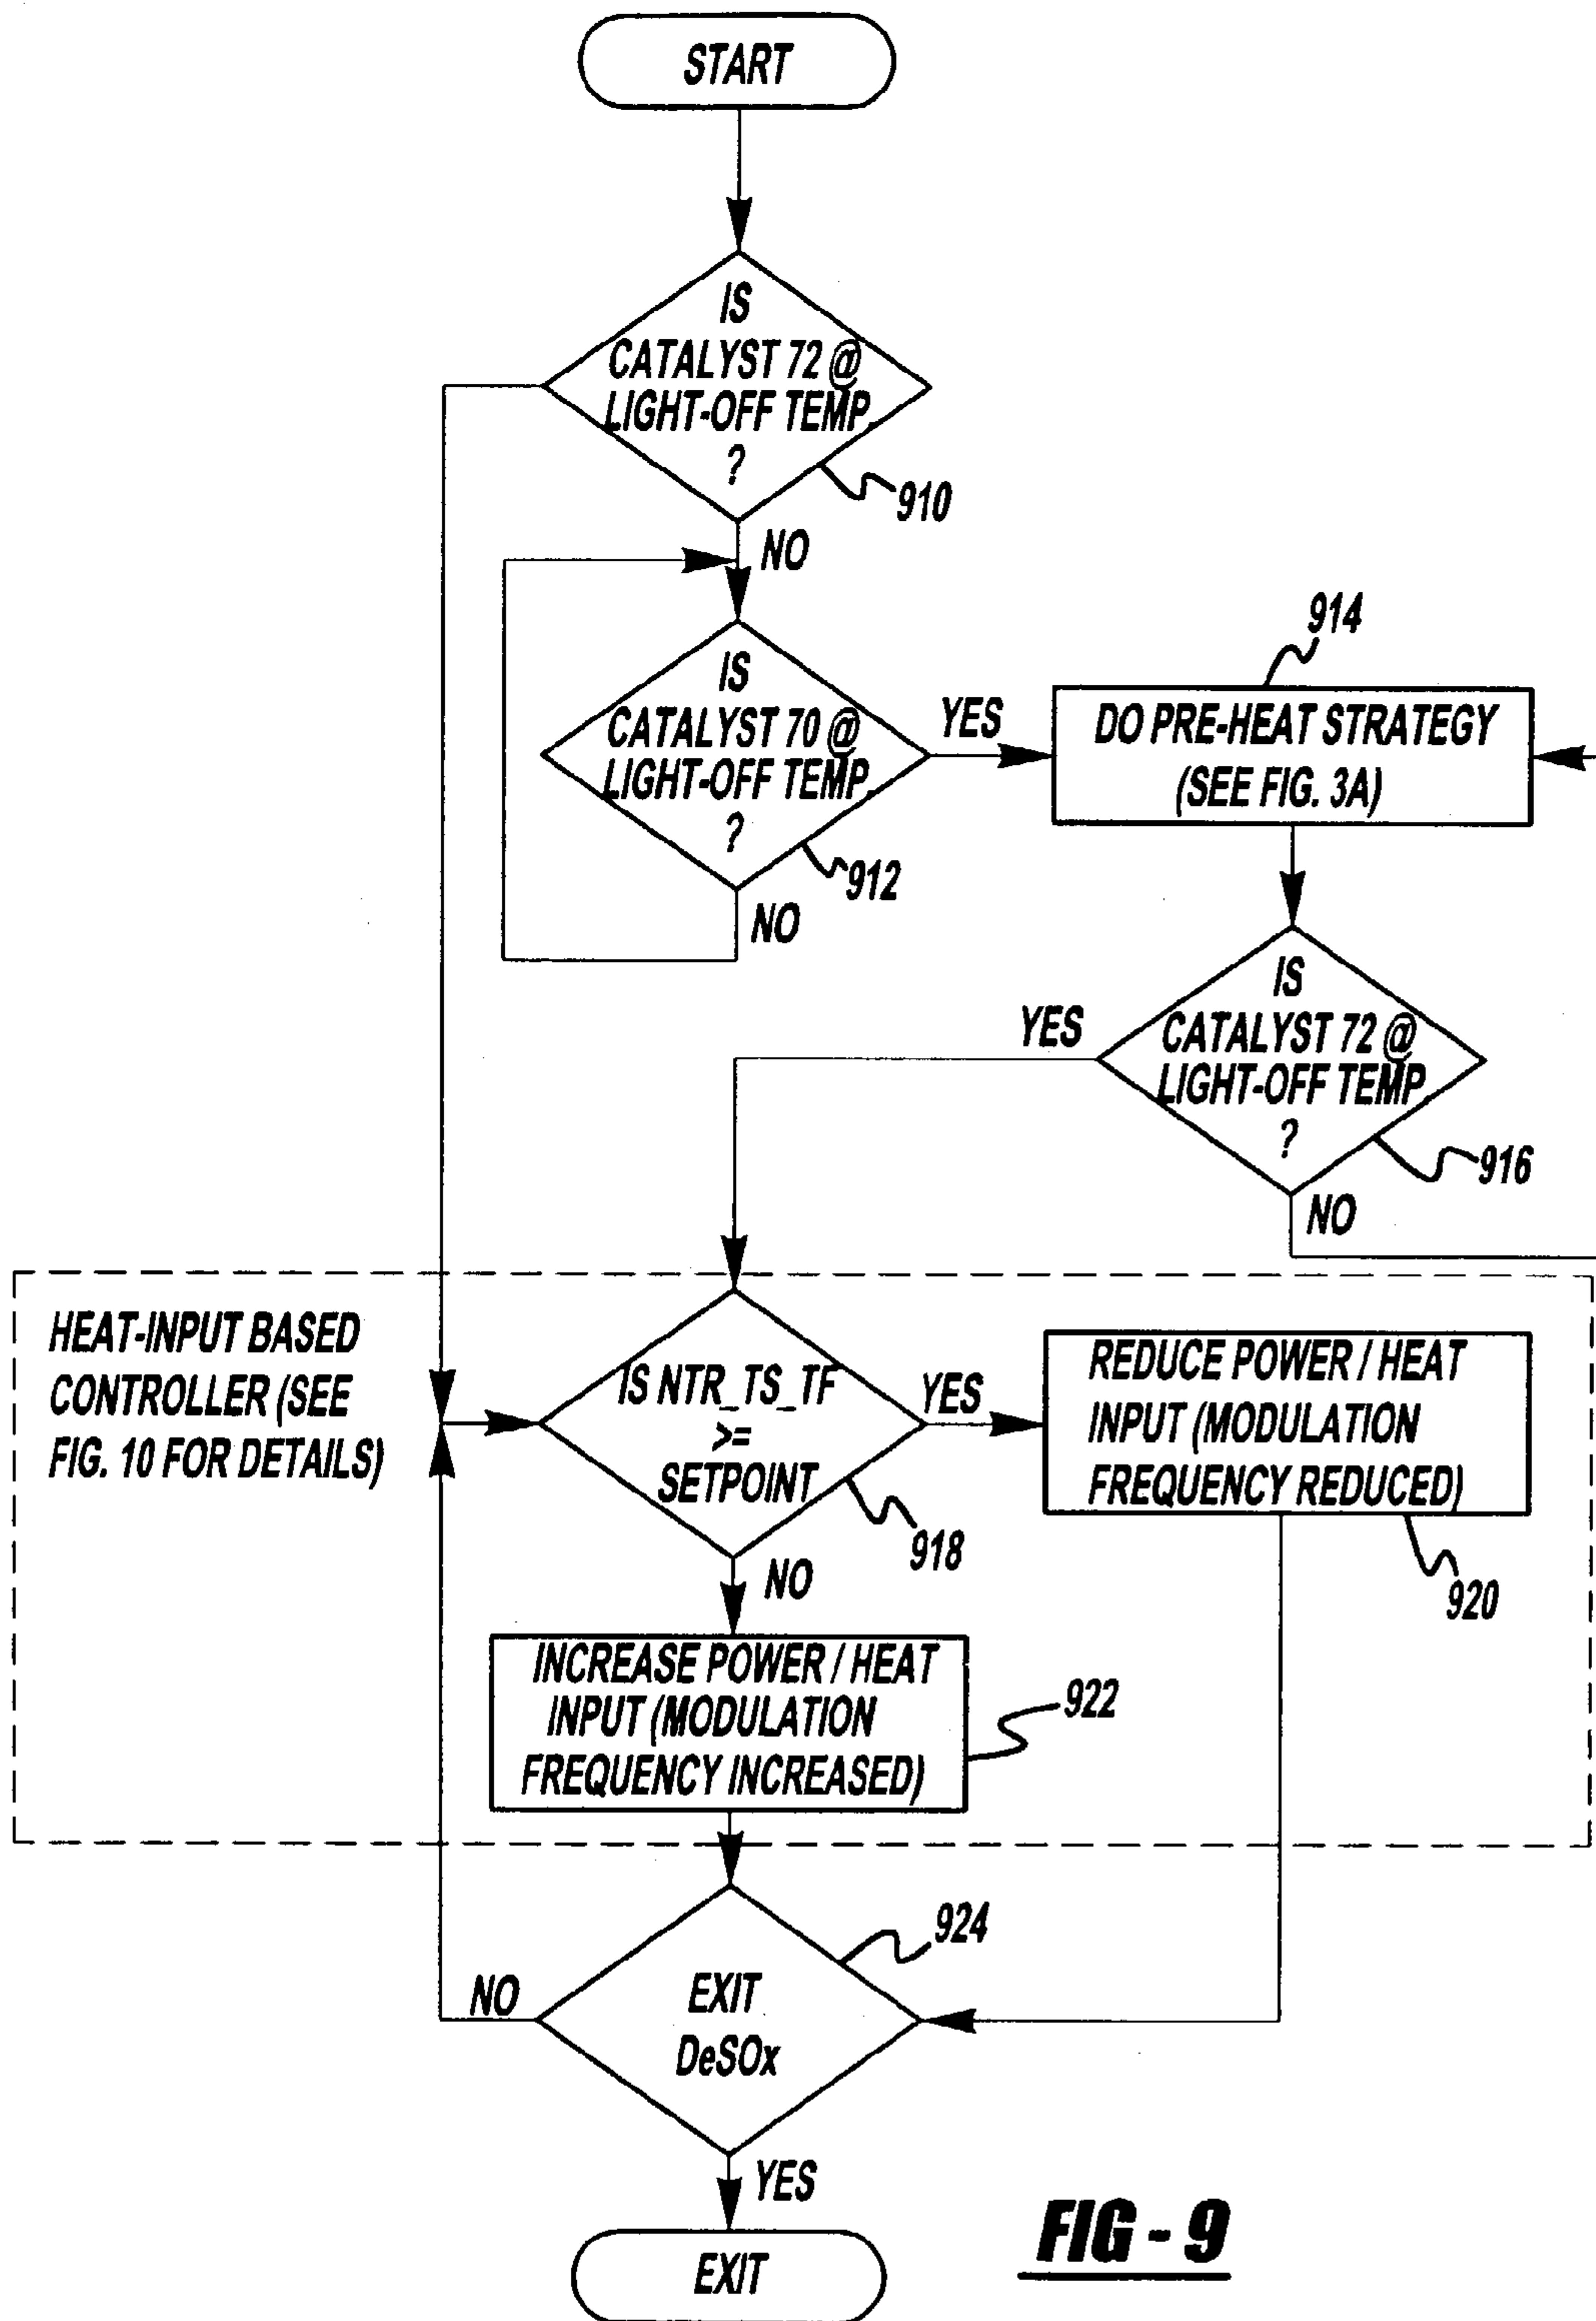 START
IS
CATALYST 72 @
LIGHT-OFF TEMP.
?
910
NO
IS
CATALYST 70 @
LIGHT-OFF TEMP.
?
912
YES
NO
914
DO PRE-HEAT STRATEGY
(SEE FIG. 3A)
IS
CATALYST 72 @
LIGHT-OFF TEMP
?
916
YES
NO
HEAT-INPUT BASED
CONTROLLER (SEE
FIG. 10 FOR DETAILS)
IS NTR_TS_TF
>=
SETPOINT
918
YES
REDUCE POWER / HEAT
INPUT (MODULATION
FREQUENCY REDUCED)
920
NO
INCREASE POWER / HEAT
INPUT (MODULATION
FREQUENCY INCREASED)
922
924
EXIT
DeSOx
NO
YES
EXIT
FIG - 9